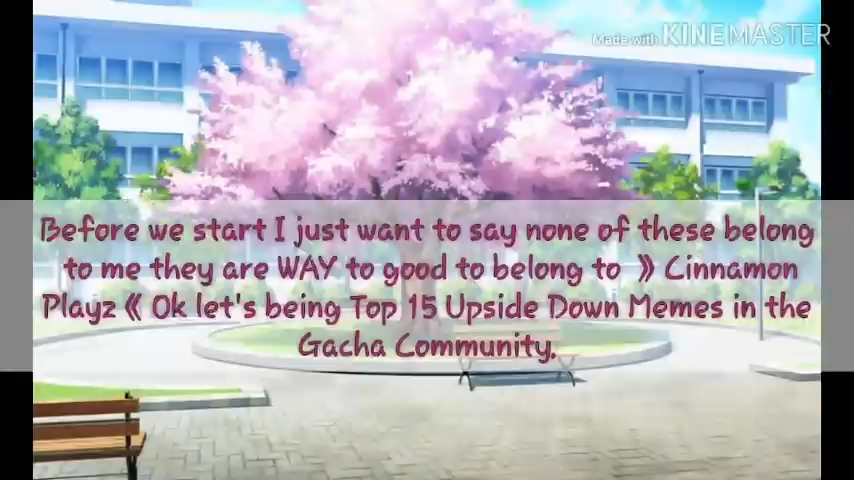 Made with KINEMASTER
Before we start I just want to say none of these belong
to me they are WAY to good to belong to 》Cinnamon
Playz《 Ok let's being Top 15 Upside Down Memes in the
Gacha Community.